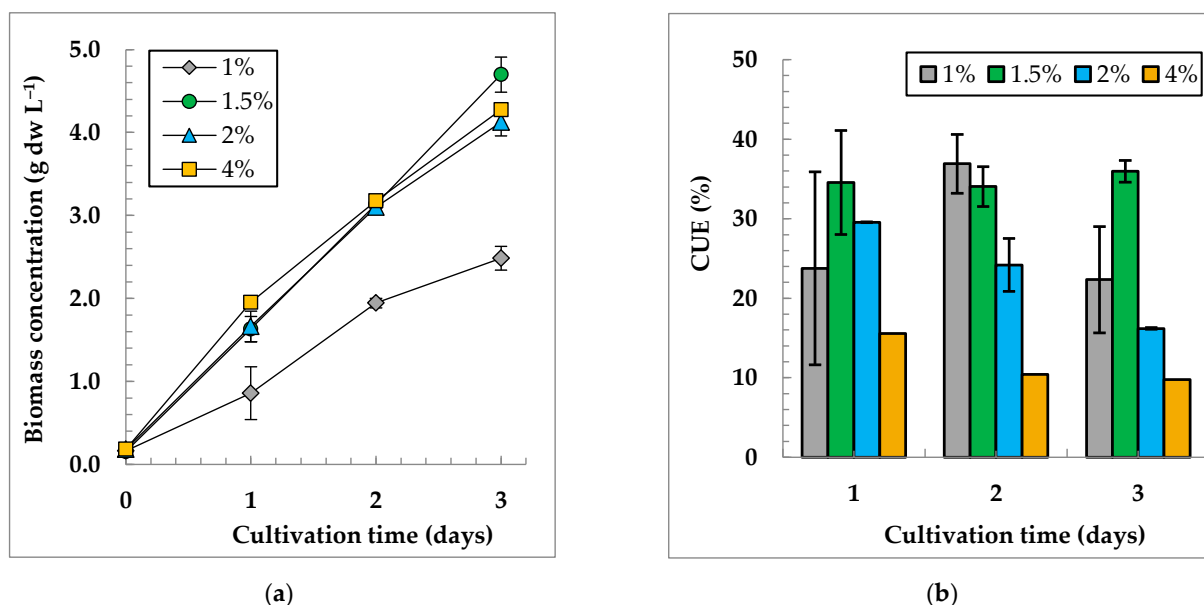 5.0
4.0
3.0
2.0
1.0
0.0
Biomass concentration (g dw L⁻¹)
1%
1.5%
2%
4%
0 1 2 3
Cultivation time (days)
(a)
50
40
30
20
10
0
CUE (%)
1% 1.5% 2% 4%
1 2 3
Cultivation time (days)
(b)